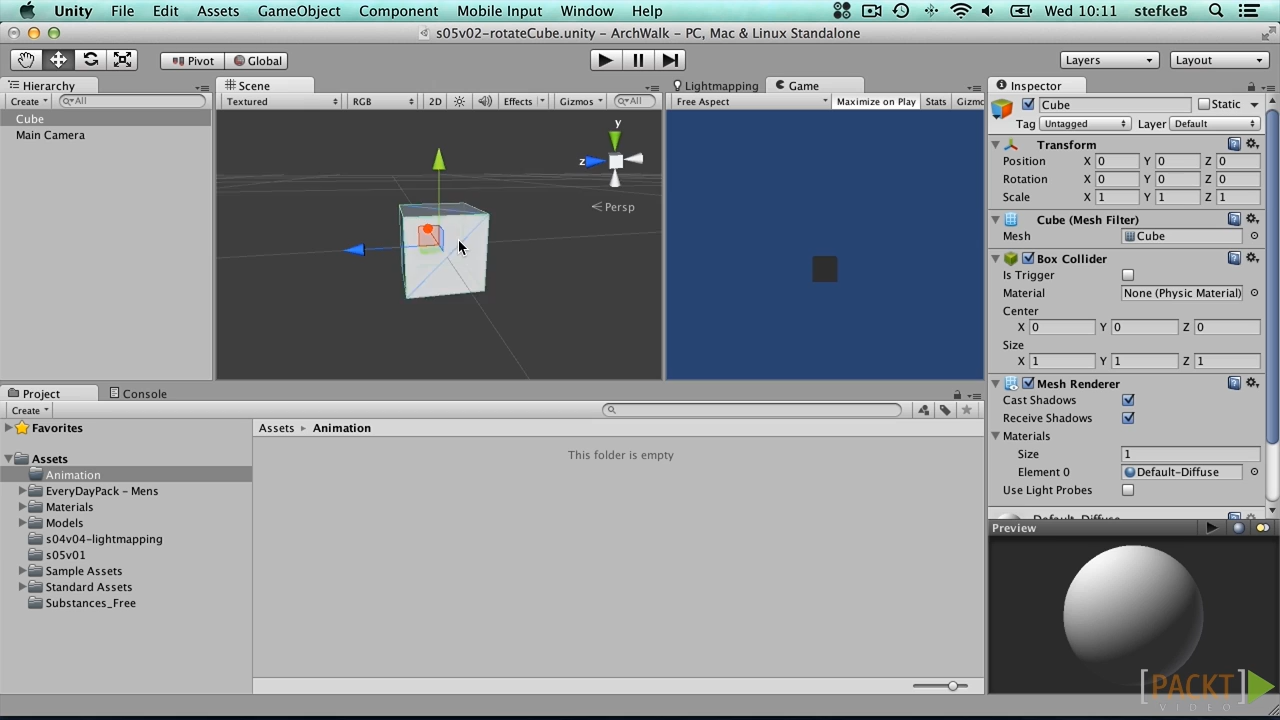 Unity File Edit Assets GameObject Component Mobile Input Window Help Wed 10:11 stefkeB
s05v02-rotateCube.unity - ArchWalk - PC, Mac & Linux Standalone
Pivot Global Layers Layout
Hierarchy
Create All
Cube
Main Camera
Scene
Textured RGB 2D Effects Gizmos All
y
z
Persp
Lightmapping Game
Free Aspect Maximize on Play Stats Gizmo
Inspector
Cube Static
Tag Untagged Layer Default
Transform
Position X 0 Y 0 Z 0
Rotation X 0 Y 0 Z 0
Scale X 1 Y 1 Z 1
Cube (Mesh Filter)
Mesh Cube
Box Collider
Is Trigger
Material None (Physic Material)
Center
X 0 Y 0 Z 0
Size
X 1 Y 1 Z 1
Mesh Renderer
Cast Shadows
Receive Shadows
Materials
Size 1
Element 0 Default-Diffuse
Use Light Probes
Default-Diffuse
Preview
Project Console
Create
Favorites
Assets
Animation
EveryDayPack - Mens
Materials
Models
s04v04-lightmapping
s05v01
Sample Assets
Standard Assets
Substances_Free
Assets Animation
This folder is empty
[PACKT]
VIDEO